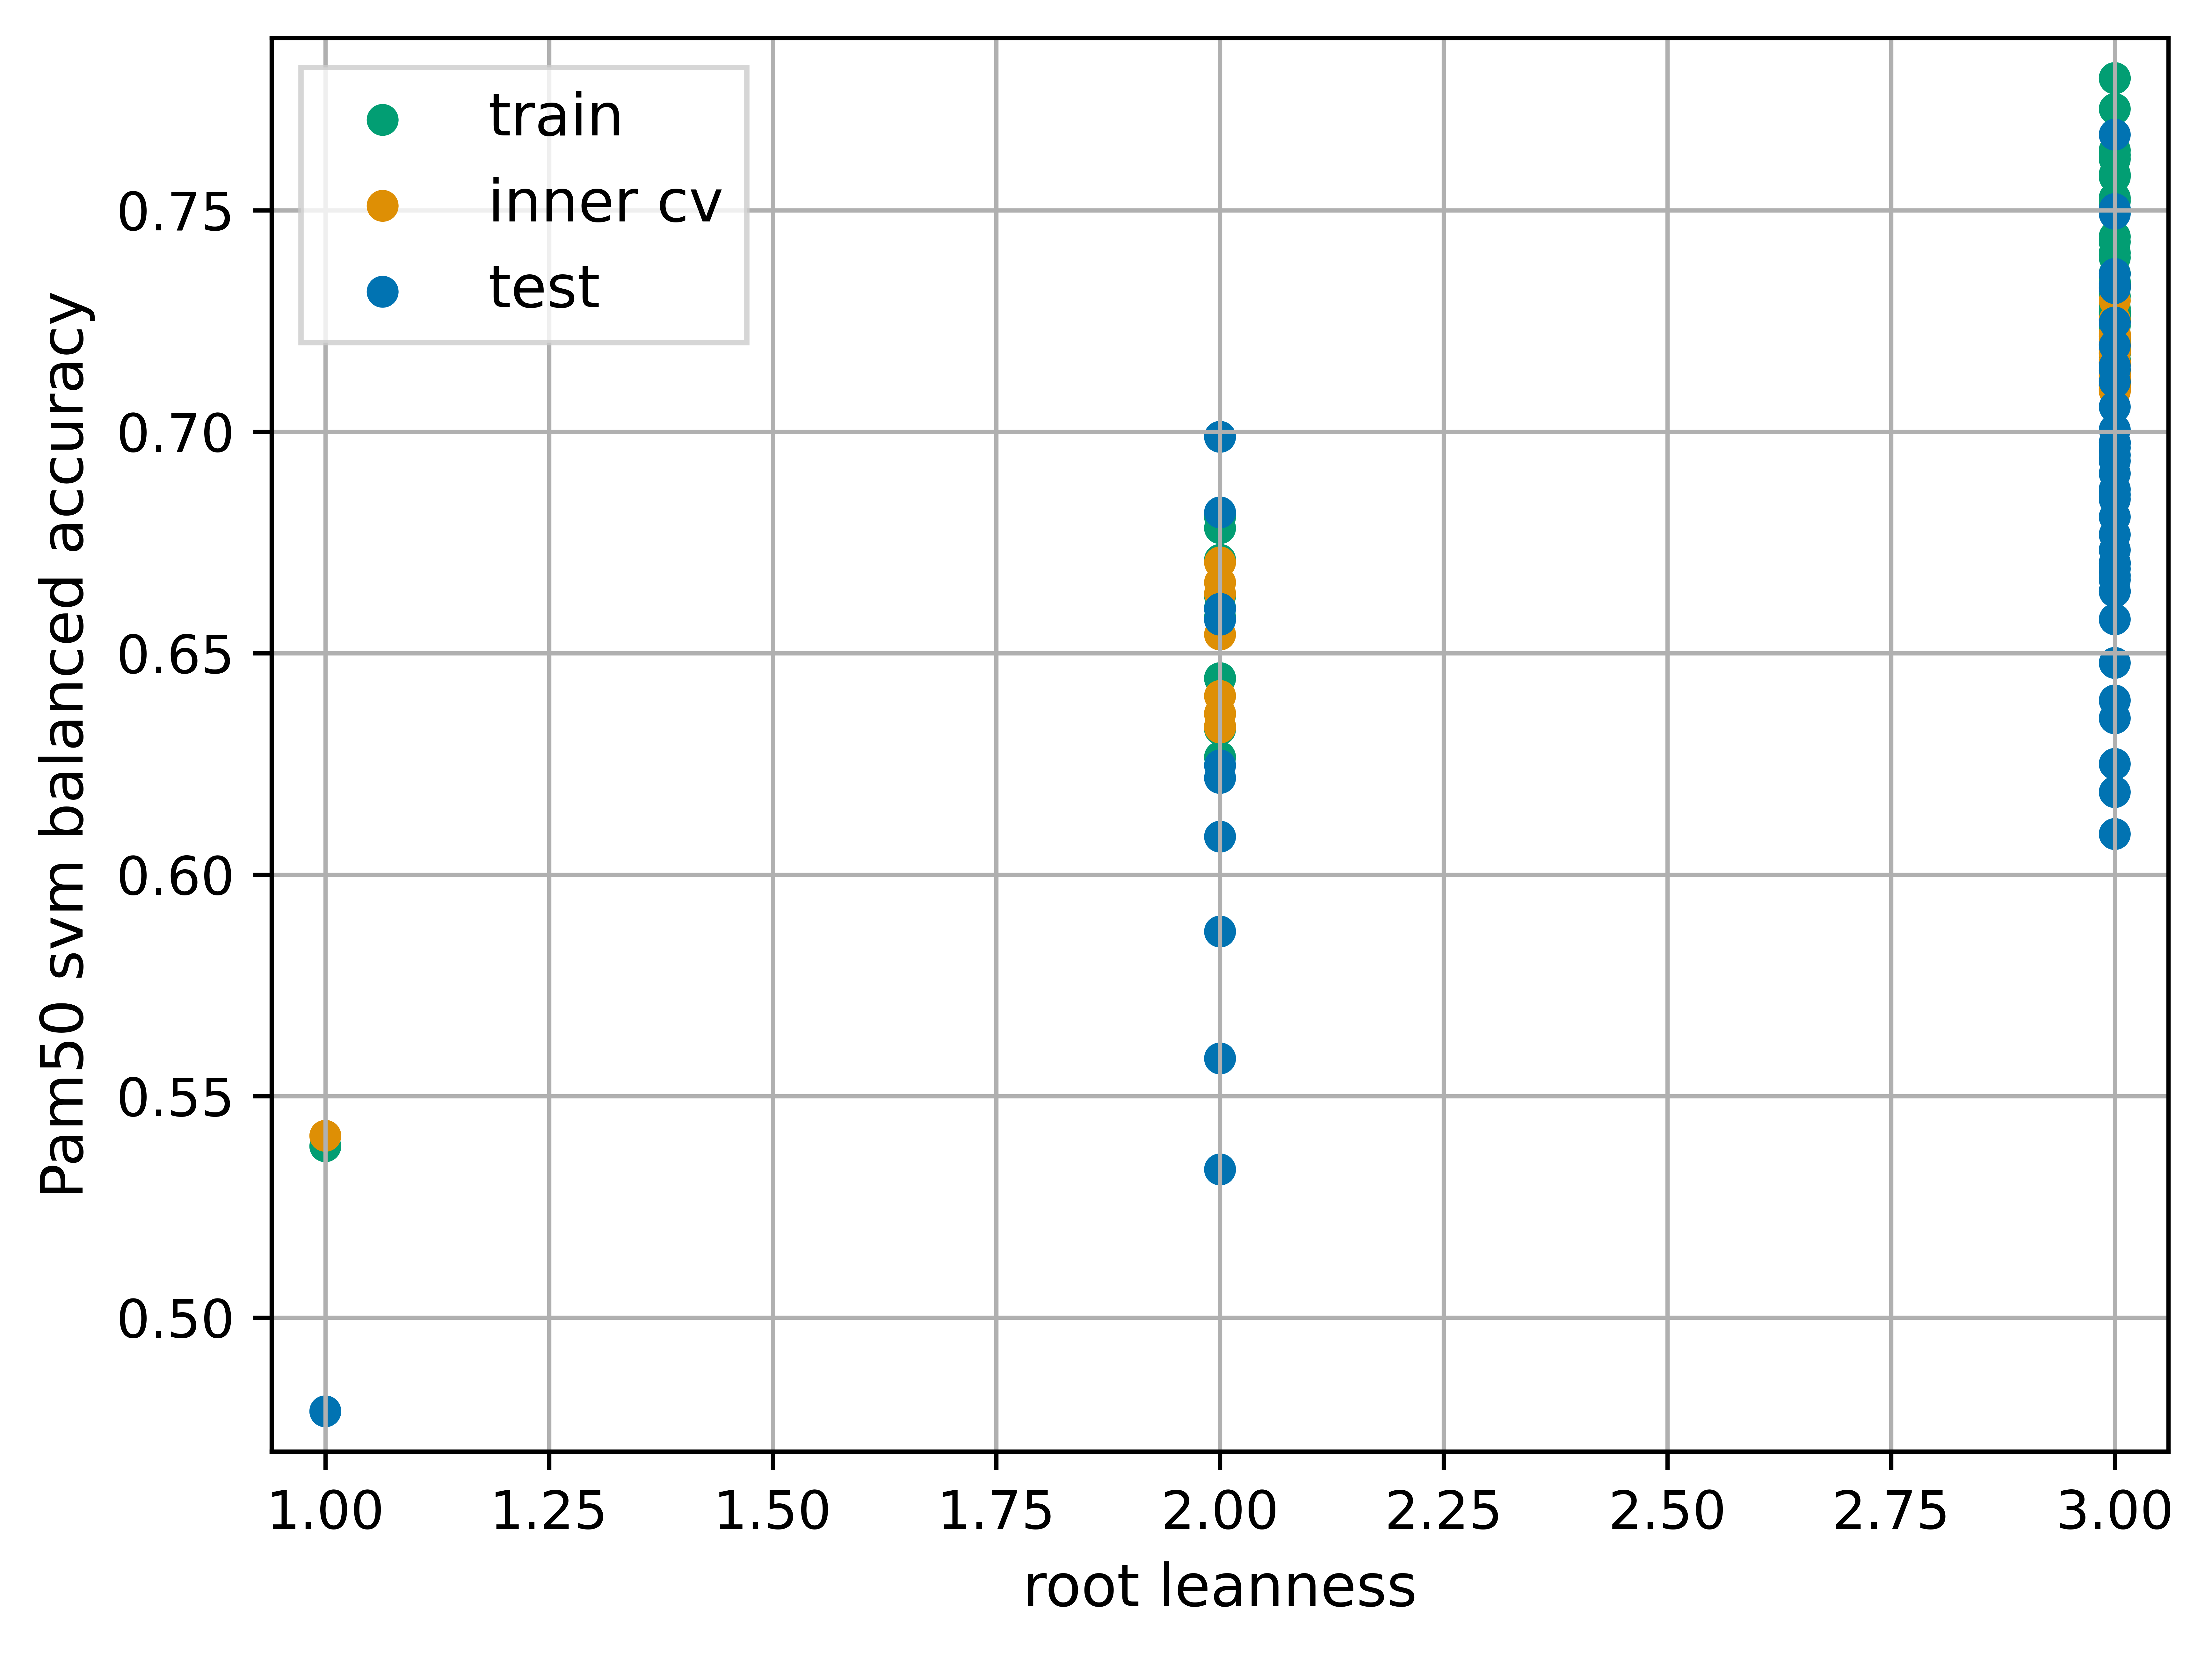 train
inner cv
test
0.75
0.70
0.65
0.60
0.55
0.50
Pam50 svm balanced accuracy
1.00 1.25 1.50 1.75 2.00 2.25 2.50 2.75 3.00
root leanness